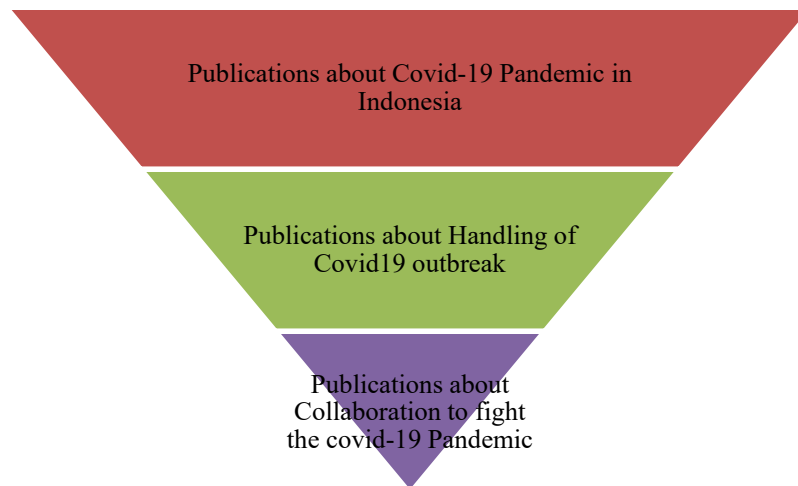 Publications about Covid-19 Pandemic in
Indonesia
Publications about Handling of
Covid19 outbreak
Publications about
Collaboration to fight
the covid-19 Pandemic